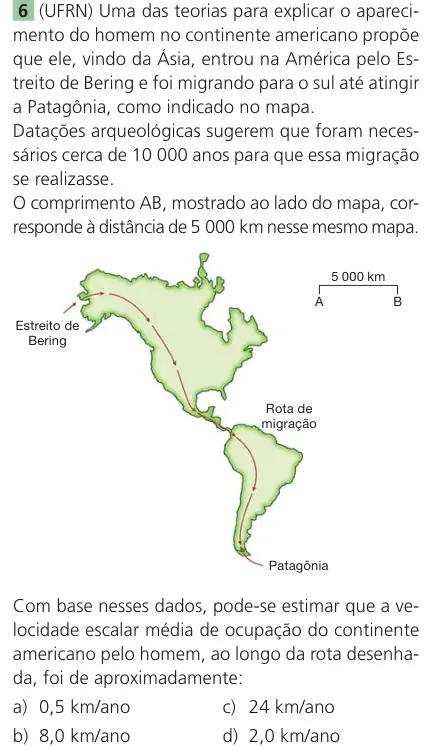 6 (UFRN) Uma das teorias para explicar o apareci-
mento do homem no continente americano propõe
que ele, vindo da Ásia, entrou na América pelo Es-
treito de Bering e foi migrando para o sul até atingir
a Patagônia, como indicado no mapa.
Datações arqueológicas sugerem que foram neces-
sários cerca de 10 000 anos para que essa migração
se realizasse.
O comprimento AB, mostrado ao lado do mapa, cor-
responde à distância de 5 000 km nesse mesmo mapa.
5 000 km
A B
Estreito de
Bering
Rota de
migração
Patagônia
Com base nesses dados, pode-se estimar que a ve-
locidade escalar média de ocupação do continente
americano pelo homem, ao longo da rota desenha-
da, foi de aproximadamente:
a) 0,5 km/ano c) 24 km/ano
b) 8,0 km/ano d) 2,0 km/ano